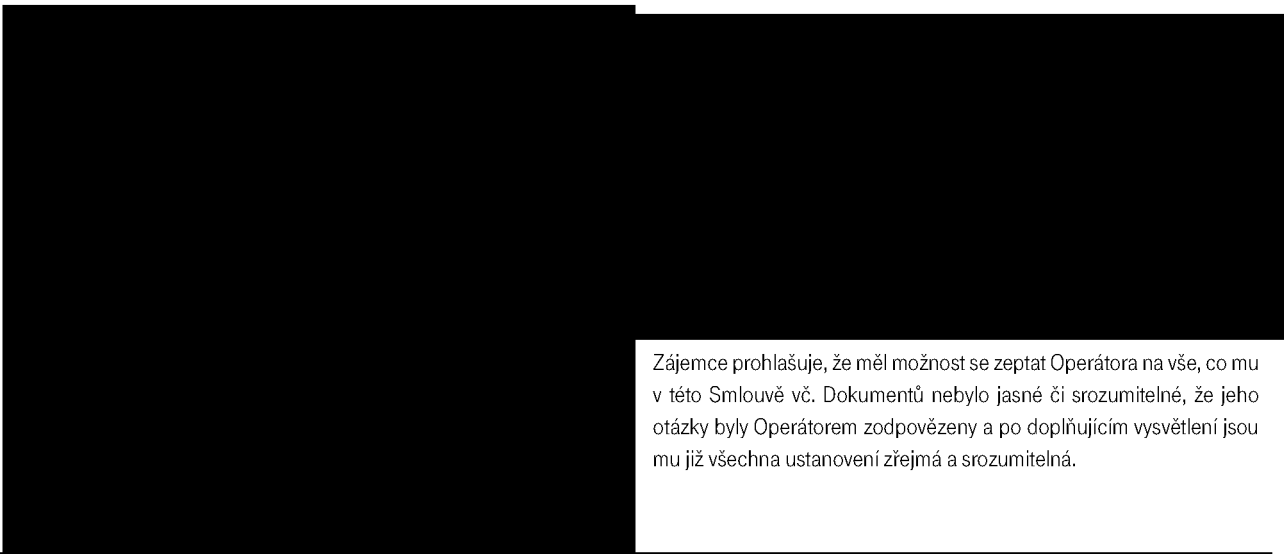 Zájemce prohlašuje, že měl možnost se zeptat Operátora na vše, co mu
v této Smlouvě vč. Dokumentů nebylo jasné či srozumitelné, že jeho
otázky byly Operátorem zodpovězeny a po doplňujícím vysvětlení jsou
mu již všechna ustanovení zřejmá a srozumitelná.